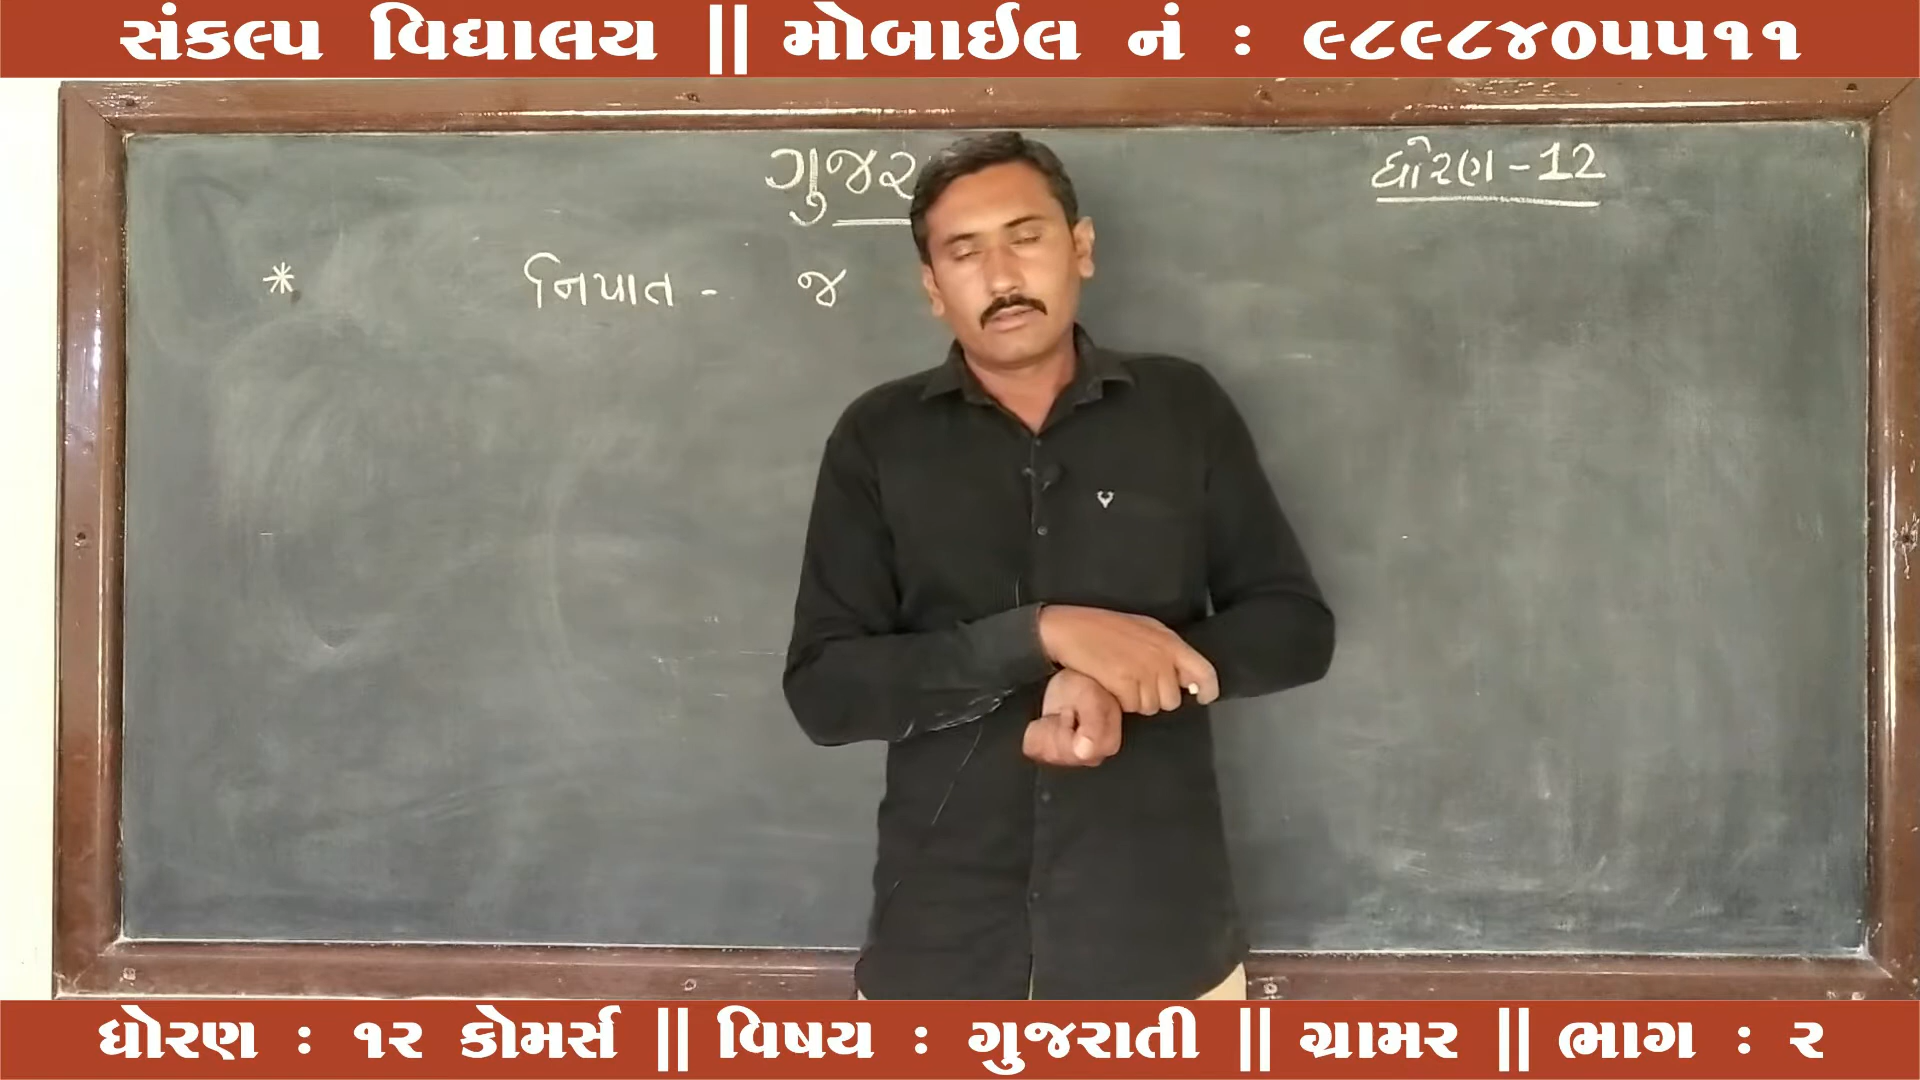 સંકલ્પ વિદ્યાલય || મોબાઈલ નં : ૯૮૯૮૪૦૫૫૧૧
ધોરણ - 12
* નિપાત - જ
ધોરણ : ૧૨ કોમર્સ || વિષય : ગુજરાતી || ગ્રામર || ભાગ : ૨